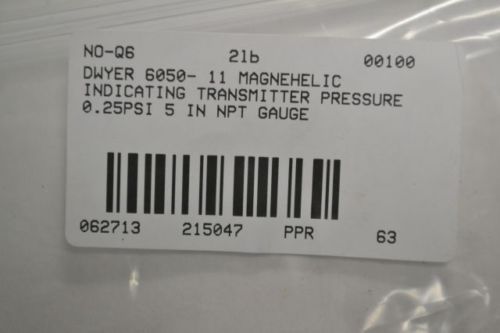 NO-Q6 2lb 00100
DWYER 6050- 11 MAGNEHELIC
INDICATING TRANSMITTER PRESSURE
0.25PSI 5 IN NPT GAUGE
062713 215047 PPR 63